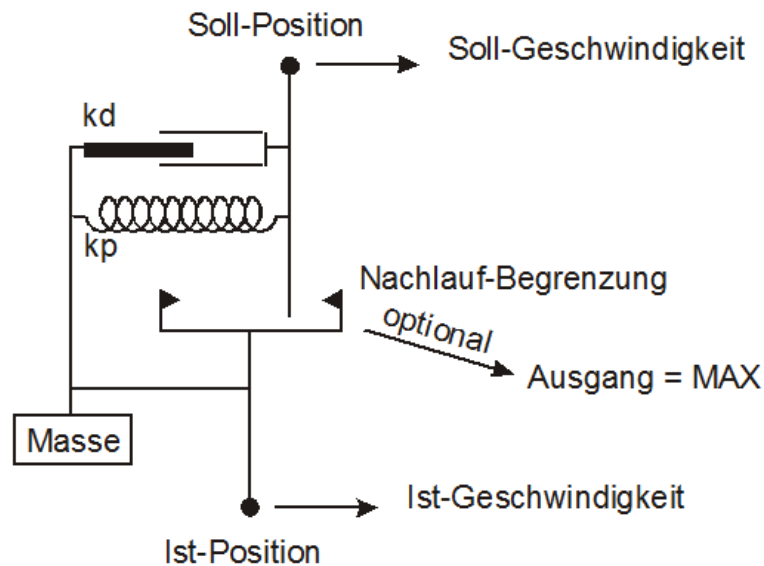 Soll-Position
Soll-Geschwindigkeit
kd
kp
Nachlauf-Begrenzung
optional
Ausgang = MAX
Masse
Ist-Geschwindigkeit
Ist-Position